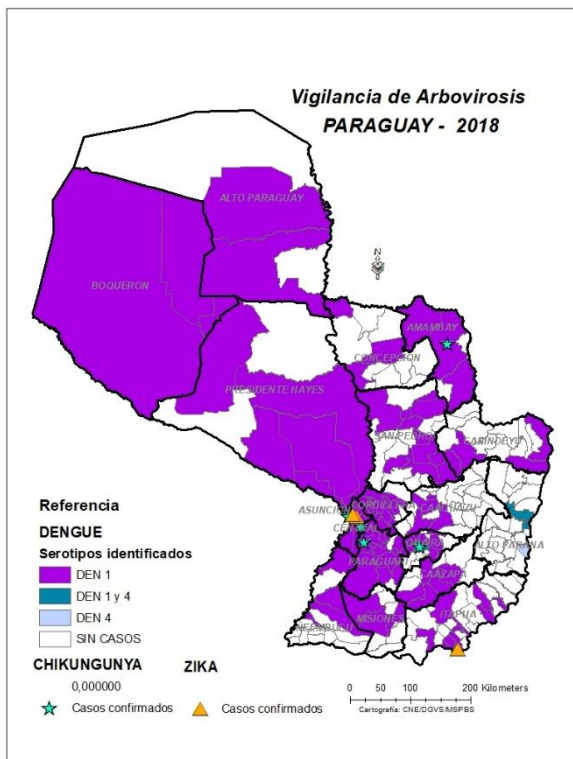 Vigilancia de Arbovirosis
PARAGUAY - 2018
ALTO PARAGUAY
BOQUERON
N
AMAMBAY
CONCEPCION
PRESIDENTE HAYES
SAN PEDRO
CANINDEYU
ASUNCION
CORDILLERA
CENTRAL
CAAGUAZU
ALTO PARANA
GUAIRA
PARAGUARI
CAAZAPA
MISIONES
ITAPUA
ÑEEMBUCU
Referencia
DENGUE
Serotipos identificados
DEN 1
DEN 1 y 4
DEN 4
SIN CASOS
CHIKUNGUNYA ZIKA
0,000000
Casos confirmados Casos confirmados
0 50 100 200 Kilometers
Cartografía: CNE/DGVS/MSPBS